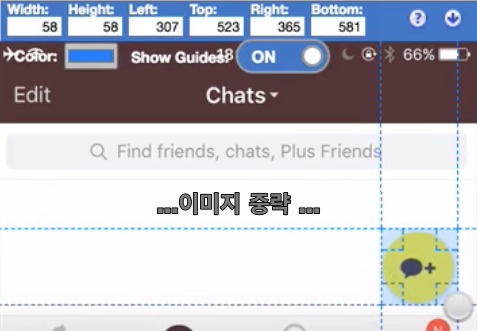 Width: Height: Left: Top: Right: Bottom:
58 58 307 523 365 581
Color: Show Guides: ON 66%
Edit Chats
Find friends, chats, Plus Friends
...이미지 중략 ...
N